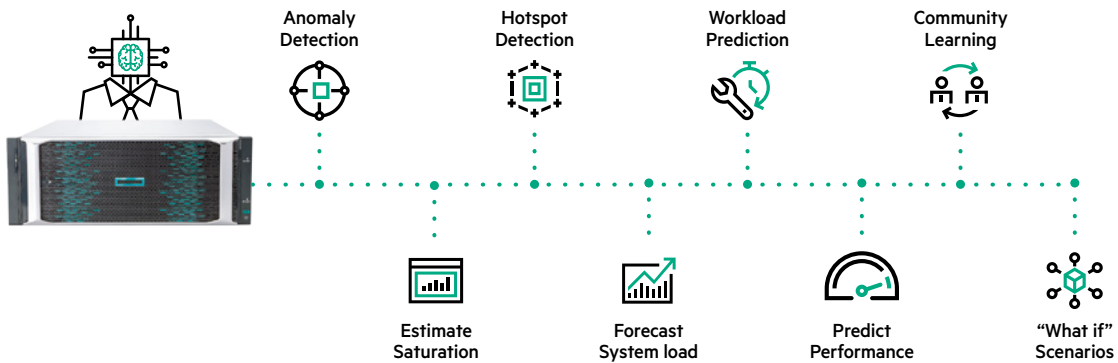 Anomaly
Detection
Hotspot
Detection
Workload
Prediction
Community
Learning
Estimate
Saturation
Forecast
System load
Predict
Performance
“What if”
Scenarios